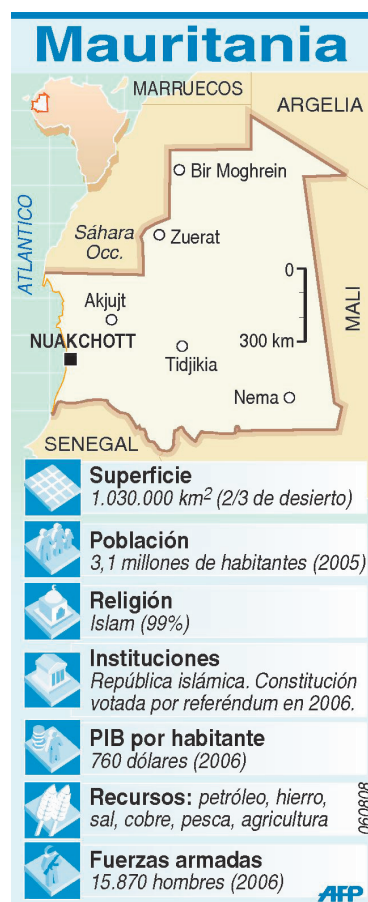 Mauritania
MARRUECOS
ARGELIA
Bir Moghrein
ATLANTICO
Sáhara
Occ.
Zuerat
0
Akjujt
MALI
NUAKCHOTT
300 km
Tidjikia
Nema
SENEGAL
Superficie
1.030.000 km² (2/3 de desierto)
Población
3,1 millones de habitantes (2005)
Religión
Islam (99%)
Instituciones
República islámica. Constitución
votada por referéndum en 2006.
PIB por habitante
760 dólares (2006)
Recursos: petróleo, hierro,
sal, cobre, pesca, agricultura
060808
Fuerzas armadas
15.870 hombres (2006)
AFP